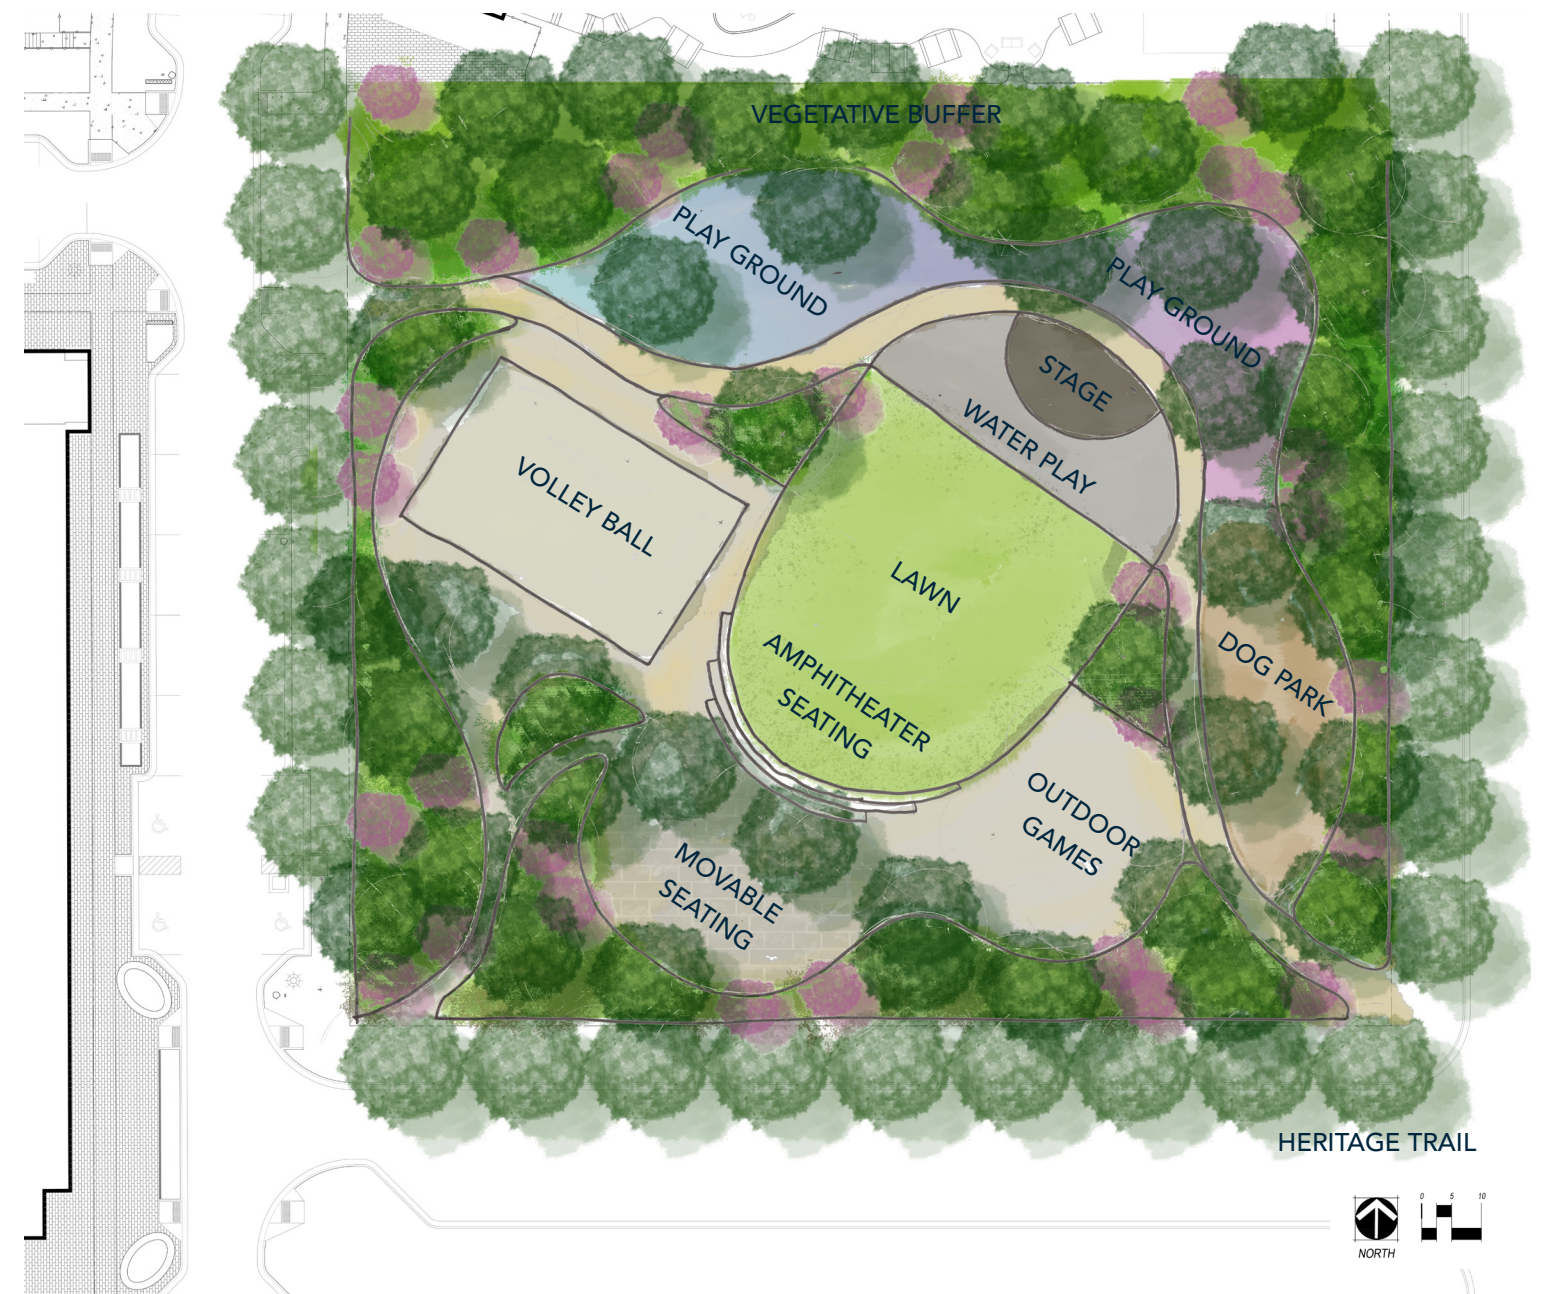 VEGETATIVE BUFFER
PLAY GROUND
PLAY GROUND
STAGE
WATER PLAY
VOLLEY BALL
LAWN
AMPHITHEATER
SEATING
DOG PARK
OUTDOOR
GAMES
MOVABLE
SEATING
HERITAGE TRAIL
0 5 10
NORTH